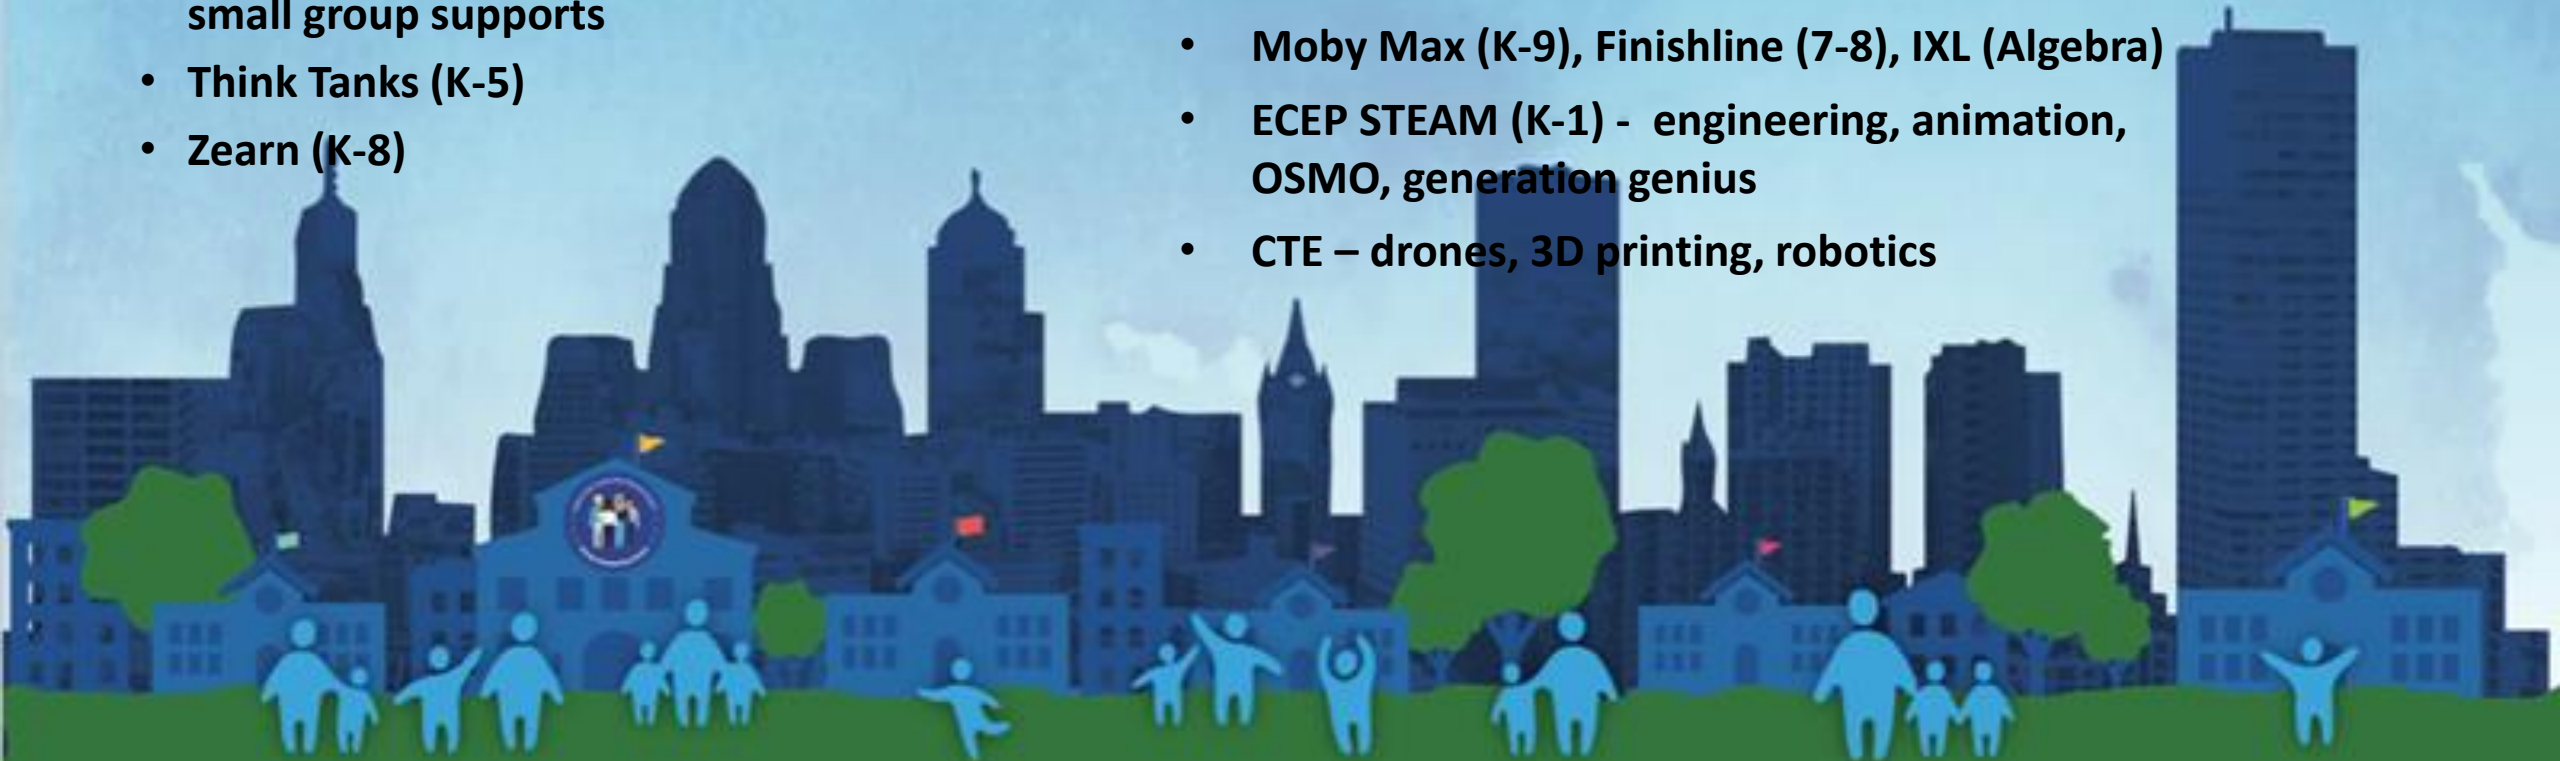 small group supports
• Think Tanks (K-5)
• Zearn (K-8)
• Moby Max (K-9), Finishline (7-8), IXL (Algebra)
• ECEP STEAM (K-1) -  engineering, animation,
OSMO, generation genius
• CTE – drones, 3D printing, robotics